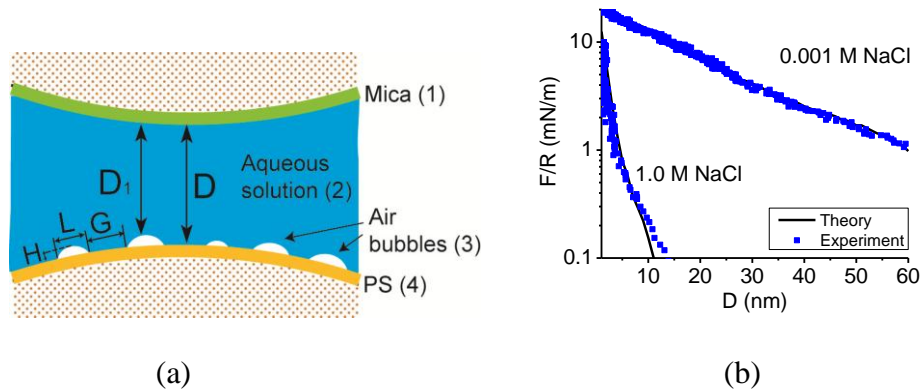 Mica (1)
D₁
D
Aqueous
solution (2)
L
G
H
Air
bubbles (3)
PS (4)
(a)
F/R (mN/m)
10
1
0.1
0.001 M NaCl
1.0 M NaCl
Theory
Experiment
10 20 30 40 50 60
D (nm)
(b)